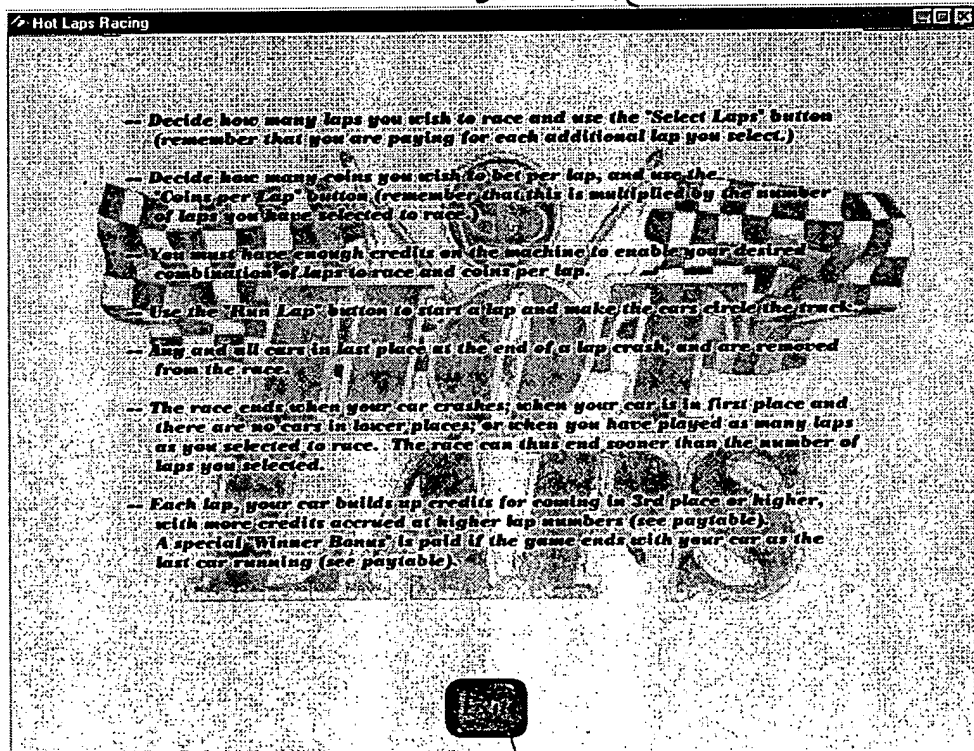 Hot Laps Racing
-- Decide how many laps you wish to race and use the "Select Laps" button
(remember that you are paying for each additional lap you select.)
-- Decide how many coins you wish to bet per lap, and use the
"Coins per Lap" button (remember that this is multiplied by the number
of laps you have selected to race.)
-- You must have enough credits on the machine to enable your desired
combination of laps to race and coins per lap.
-- Use the "Run Lap" button to start a lap and make the cars circle the track.
-- Any and all cars in last place at the end of a lap crash, and are removed
from the race.
-- The race ends when your car crashes; when your car is in first place and
there are no cars in lower places; or when you have played as many laps
as you selected to race. The race can thus end sooner than the number of
laps you selected.
-- Each lap, your car builds up credits for coming in 3rd place or higher,
with more credits accrued at higher lap numbers (see paytable).
A special "Winner Bonus" is paid if the game ends with your car as the
last car running (see paytable).
HOT
LAPS
Exit